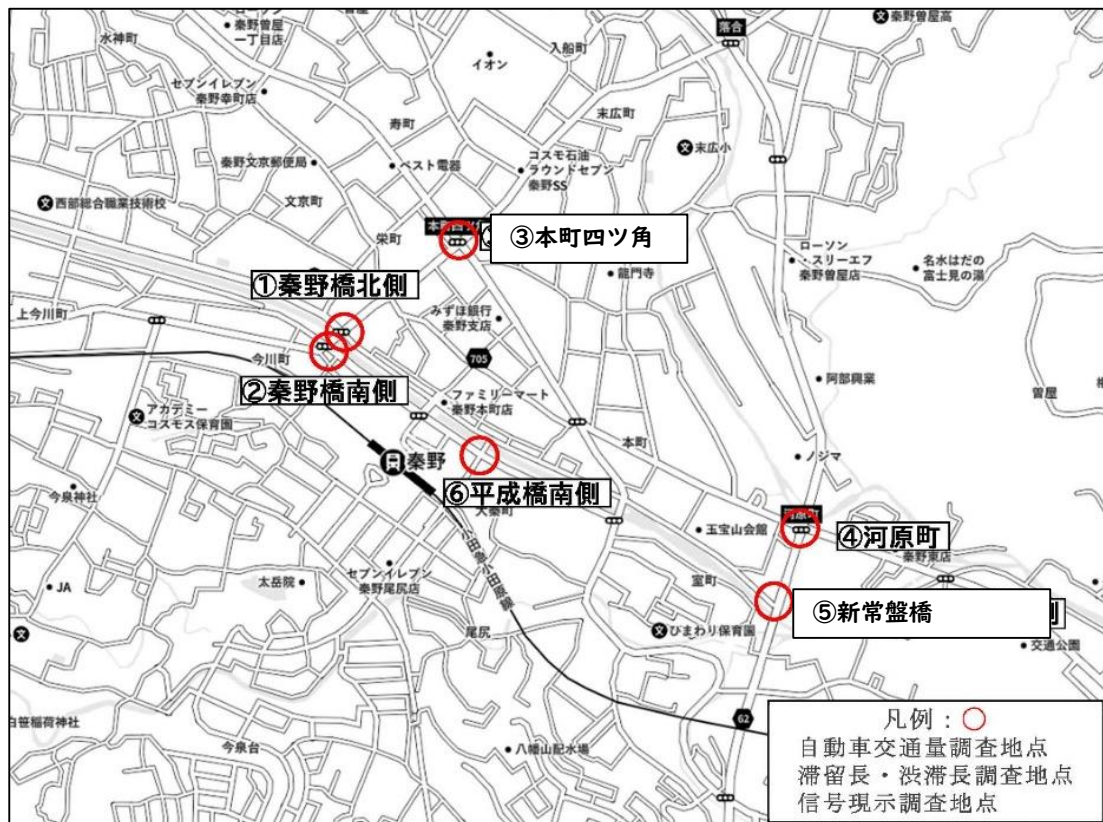 秦野曽屋
一丁目店
水神町
セブンイレブン
秦野幸町店
イオン
入船町
落合
秦野曽屋高
寿町
末広町
コスモ石油
ラウンドセブン
秦野SS
末広小
秦野文京郵便局
ベスト電器
文京町
西部総合職業技術校
栄町
③本町四ツ角
龍門寺
ローソン
・スリーエフ
秦野曽屋店
名水はだの
富士見の湯
①秦野橋北側
上今川町
みずほ銀行
秦野支店
705
今川町
②秦野橋南側
ファミリーマート
秦野本町店
阿部興業
曽屋
アカデミー
コスモス保育園
本町
ノジマ
秦野
今泉神社
⑥平成橋南側
大秦町
玉宝山会館
河原町
④河原町
秦野東店
小田急小田原線
JA
太岳院
セブンイレブン
秦野尾尻店
室町
⑤新常盤橋
側
尾尻
ひまわり保育園
交通公園
白笹稲荷神社
今泉台
八幡山配水場
62
凡例:○
自動車交通量調査地点
滞留長・渋滞長調査地点
信号現示調査地点